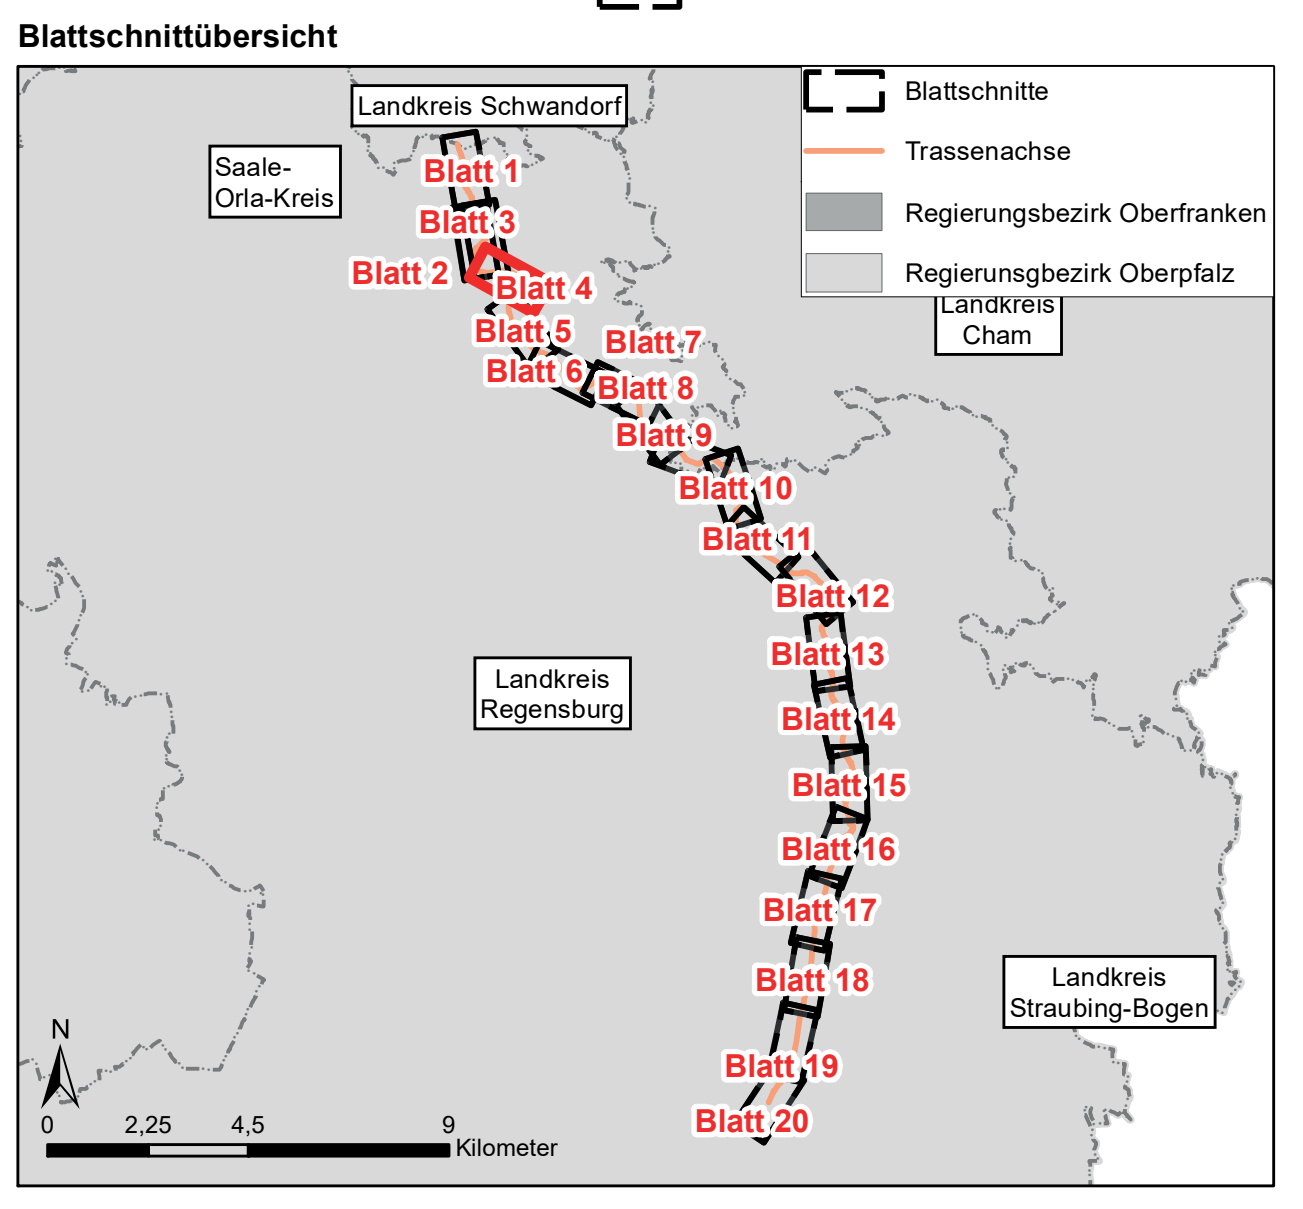 Blattschnittübersicht
Landkreis Schwandorf
Saale-
Orla-Kreis
Blattschnitte
Trassenachse
Regierungsbezirk Oberfranken
Regierunsgbezirk Oberpfalz
Landkreis
Cham
Blatt 1
Blatt 3
Blatt 2
Blatt 4
Blatt 5
Blatt 7
Blatt 6
Blatt 8
Blatt 9
Blatt 10
Blatt 11
Blatt 12
Blatt 13
Landkreis
Regensburg
Blatt 14
Blatt 15
Blatt 16
Blatt 17
Blatt 18
Landkreis
Straubing-Bogen
Blatt 19
Blatt 20
N
0 2,25 4,5 9
Kilometer